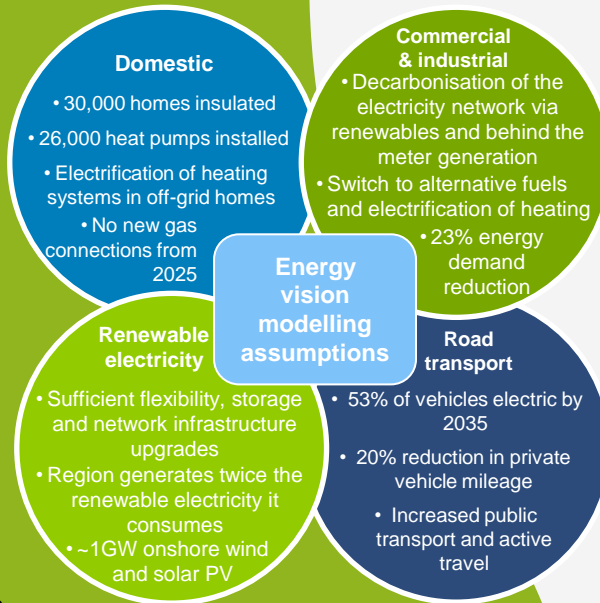 Domestic
• 30,000 homes insulated
• 26,000 heat pumps installed
• Electrification of heating
systems in off-grid homes
• No new gas
connections from
2025
Commercial
& industrial
• Decarbonisation of the
electricity network via
renewables and behind the
meter generation
• Switch to alternative fuels
and electrification of heating
• 23% energy
demand
reduction
Energy
vision
modelling
assumptions
Renewable
electricity
• Sufficient flexibility, storage
and network infrastructure
upgrades
• Region generates twice the
renewable electricity it
consumes
• ~1GW onshore wind
and solar PV
Road
transport
• 53% of vehicles electric by
2035
• 20% reduction in private
vehicle mileage
• Increased public
transport and active
travel